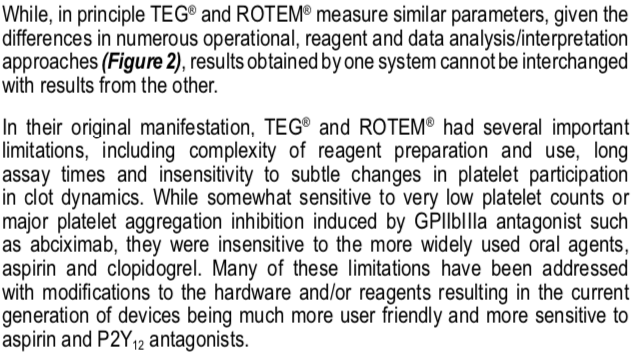 While, in principle TEG® and ROTEM® measure similar parameters, given the
differences in numerous operational, reagent and data analysis/interpretation
approaches (Figure 2), results obtained by one system cannot be interchanged
with results from the other.
In their original manifestation, TEG® and ROTEM® had several important
limitations, including complexity of reagent preparation and use, long
assay times and insensitivity to subtle changes in platelet participation
in clot dynamics. While somewhat sensitive to very low platelet counts or
major platelet aggregation inhibition induced by GPIIbIIIa antagonist such
as abciximab, they were insensitive to the more widely used oral agents,
aspirin and clopidogrel. Many of these limitations have been addressed
with modifications to the hardware and/or reagents resulting in the current
generation of devices being much more user friendly and more sensitive to
aspirin and P2Y₁₂ antagonists.